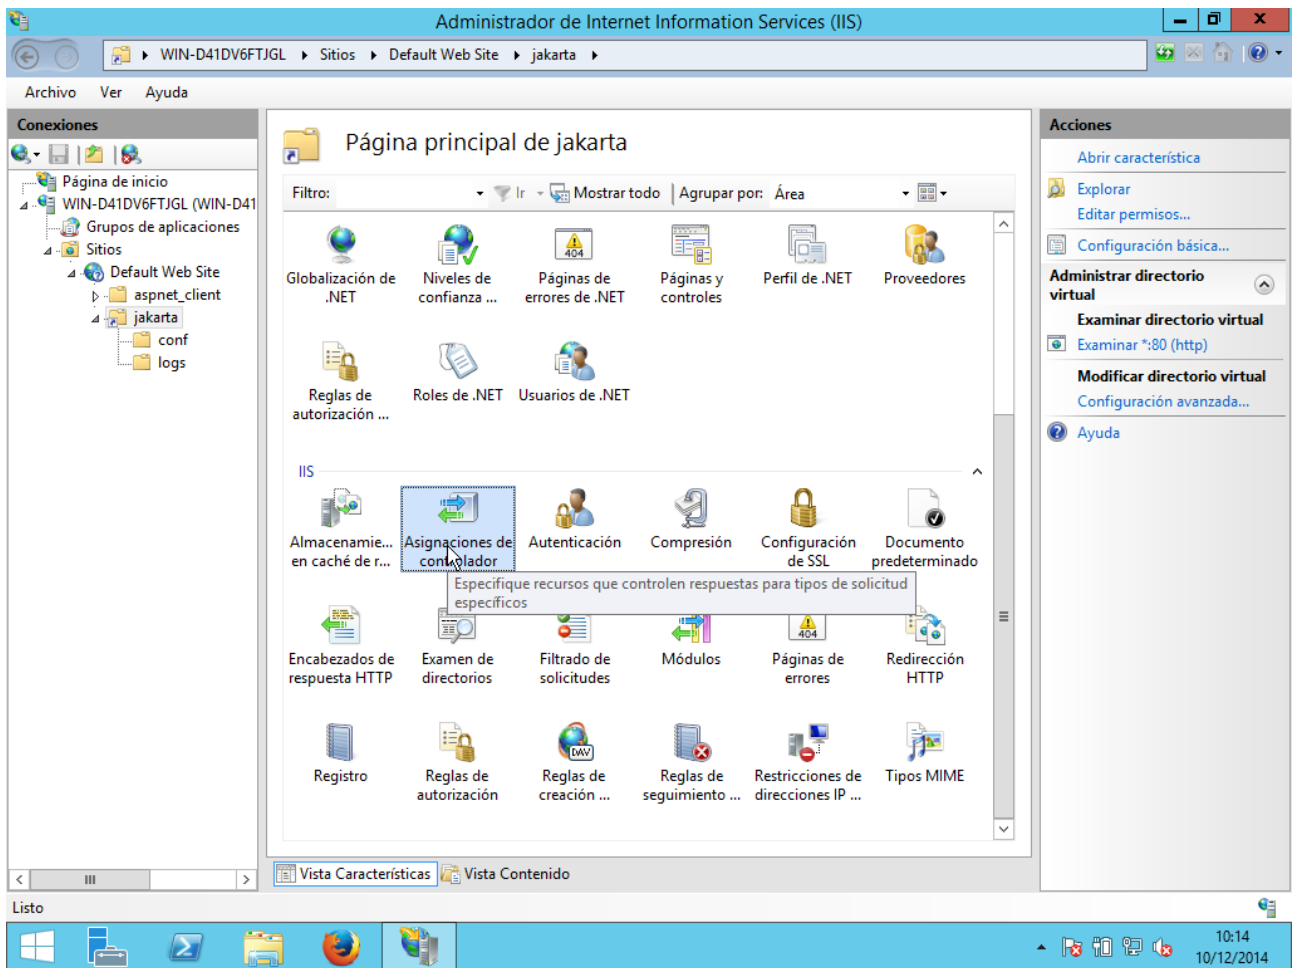 Administrador de Internet Information Services (IIS)
WIN-D41DV6FTJGL Sitios Default Web Site jakarta
Archivo Ver Ayuda
Conexiones
Página de inicio
WIN-D41DV6FTJGL (WIN-D41
Grupos de aplicaciones
Sitios
Default Web Site
aspnet_client
jakarta
conf
logs
Página principal de jakarta
Filtro: Ir Mostrar todo Agrupar por: Área
Globalización de
.NET
Niveles de
confianza ...
Páginas de
errores de .NET
Páginas y
controles
Perfil de .NET
Proveedores
Reglas de
autorización ...
Roles de .NET
Usuarios de .NET
IIS
Almacenamie...
en caché de r...
Asignaciones de
controlador
Autenticación
Compresión
Configuración
de SSL
Documento
predeterminado
Especifique recursos que controlen respuestas para tipos de solicitud
específicos
Encabezados de
respuesta HTTP
Examen de
directorios
Filtrado de
solicitudes
Módulos
404
Páginas de
errores
Redirección
HTTP
Registro
Reglas de
autorización
DAV
Reglas de
creación ...
Reglas de
seguimiento ...
Restricciones de
direcciones IP ...
Tipos MIME
Vista Características Vista Contenido
Acciones
Abrir característica
Explorar
Editar permisos...
Configuración básica...
Administrar directorio
virtual
Examinar directorio virtual
Examinar *:80 (http)
Modificar directorio virtual
Configuración avanzada...
Ayuda
Listo
10:14
10/12/2014